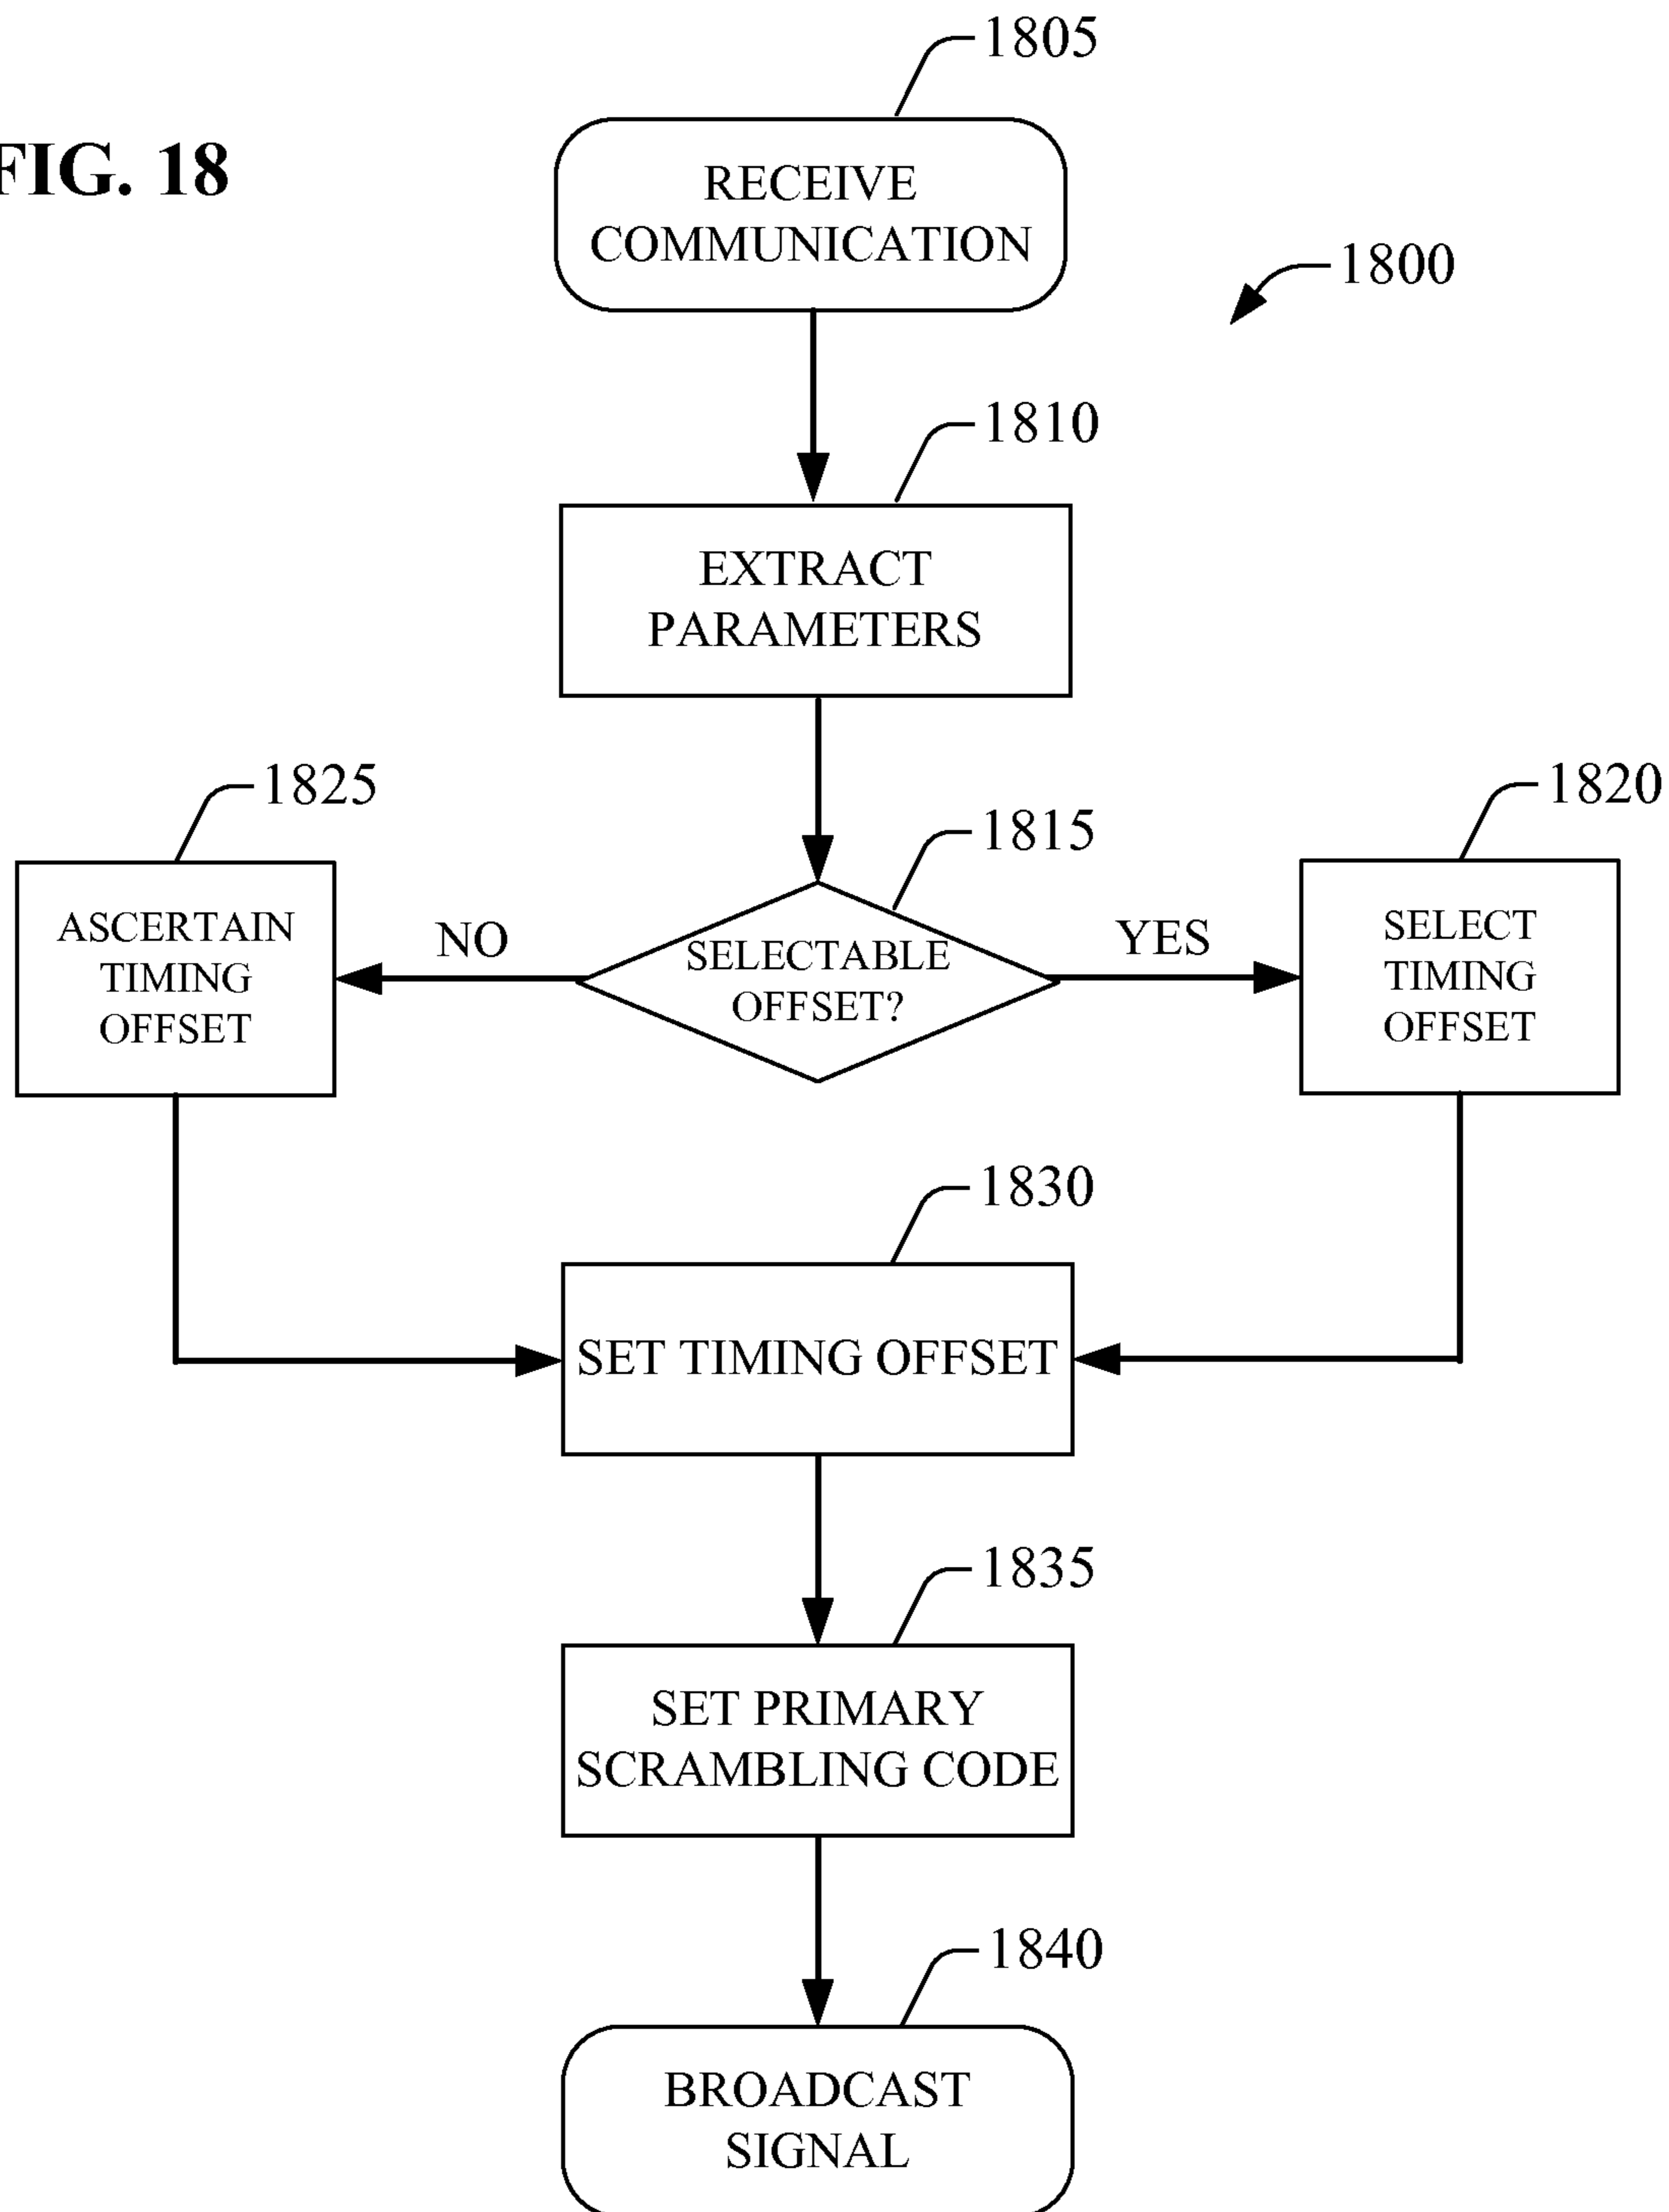 1805
FIG. 18
RECEIVE
COMMUNICATION
1800
1810
EXTRACT
PARAMETERS
1825
1820
1815
ASCERTAIN
TIMING
OFFSET
NO
SELECTABLE
OFFSET?
YES
SELECT
TIMING
OFFSET
1830
SET TIMING OFFSET
1835
SET PRIMARY
SCRAMBLING CODE
1840
BROADCAST
SIGNAL